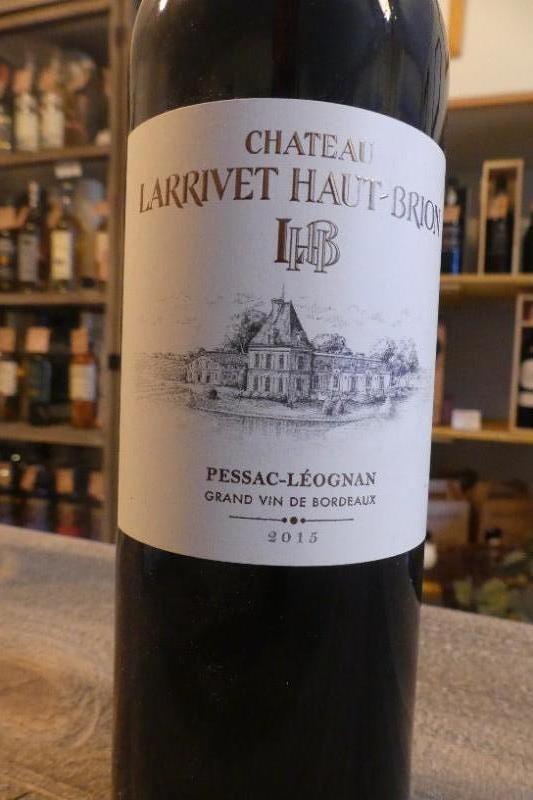 CHATEAU
LARRIVET HAUT-BRION
LHB
PESSAC-LÉOGNAN
GRAND VIN DE BORDEAUX
2015